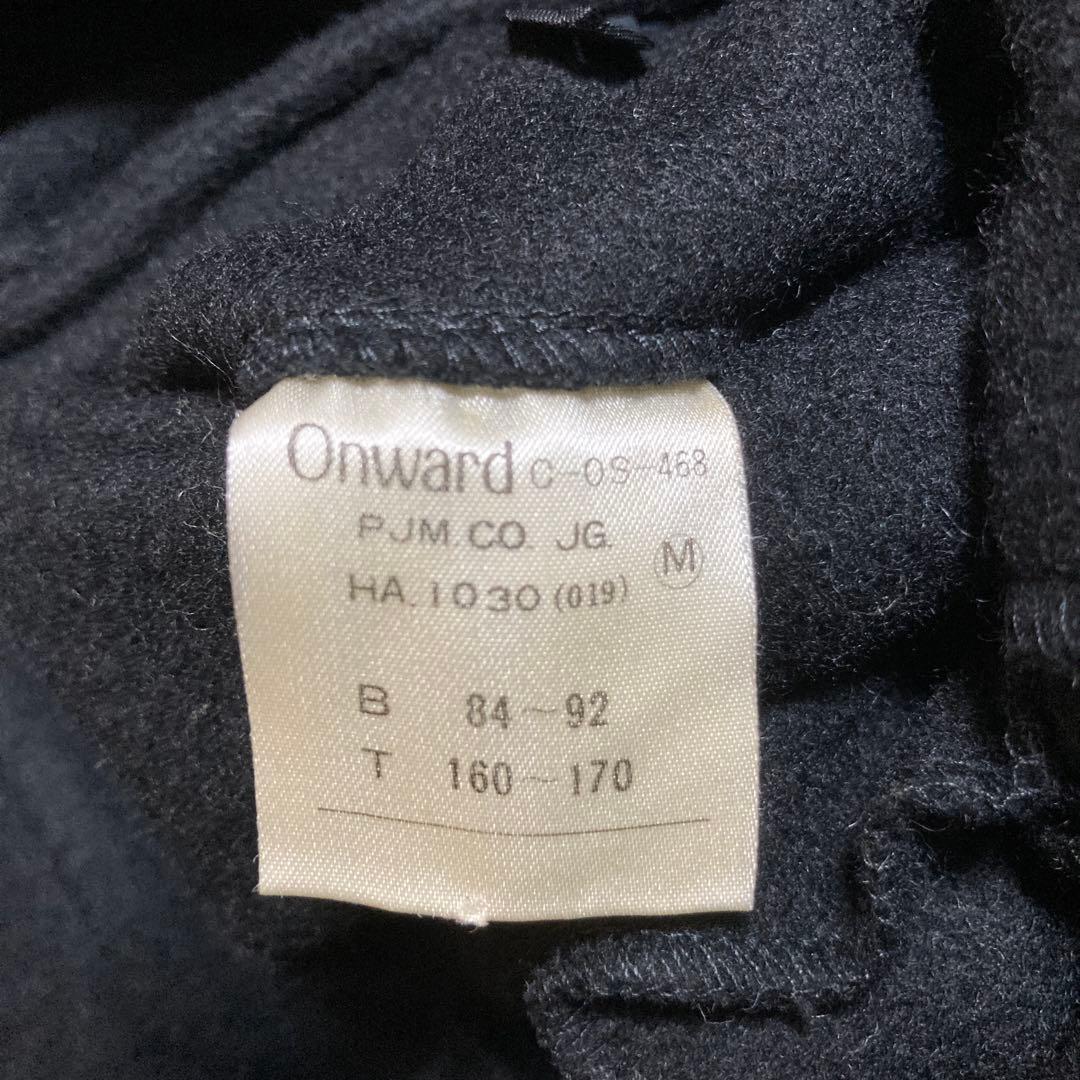 Onward C-OS-468
PJM.CO. JG.
HA.1030 (019) M
B 84~92
T 160~170